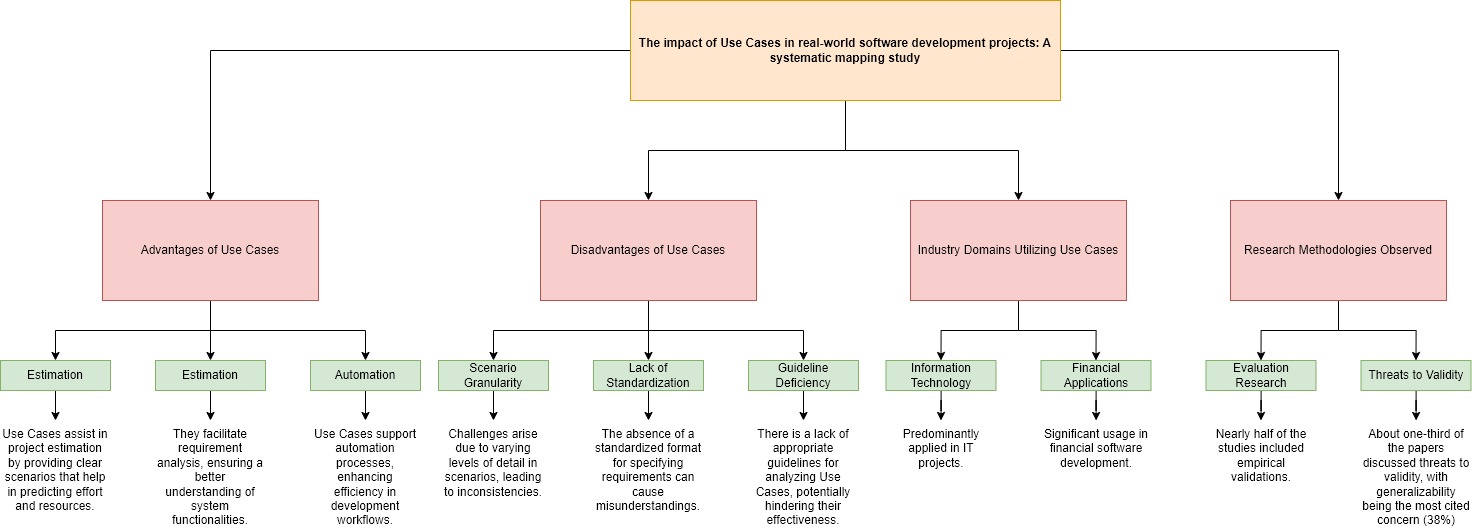 The impact of Use Cases in real-world software development projects: A
systematic mapping study
Advantages of Use Cases
Disadvantages of Use Cases
Industry Domains Utilizing Use Cases
Research Methodologies Observed
Estimation
Estimation
Automation
Scenario
Granularity
Lack of
Standardization
Guideline
Deficiency
Information
Technology
Financial
Applications
Evaluation
Research
Threats to Validity
Use Cases assist in
project estimation
by providing clear
scenarios that help
in predicting effort
and resources.
They facilitate
requirement
analysis, ensuring a
better
understanding of
system
functionalities.
Use Cases support
automation
processes,
enhancing
efficiency in
development
workflows.
Challenges arise
due to varying
levels of detail in
scenarios, leading
to inconsistencies.
The absence of a
standardized format
for specifying
requirements can
cause
misunderstandings.
There is a lack of
appropriate
guidelines for
analyzing Use
Cases, potentially
hindering their
effectiveness.
Predominantly
applied in IT
projects.
Significant usage in
financial software
development.
Nearly half of the
studies included
empirical
validations.
About one-third of
the papers
discussed threats to
validity, with
generalizability
being the most cited
concern (38%)